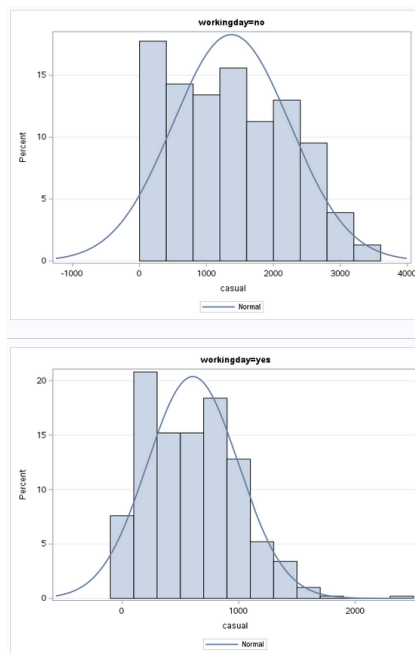 workingday=no
15
10
5
0
Percent
-1000 0 1000 2000 3000 4000
casual
Normal
workingday=yes
20
15
10
5
0
Percent
0 1000 2000
casual
Normal